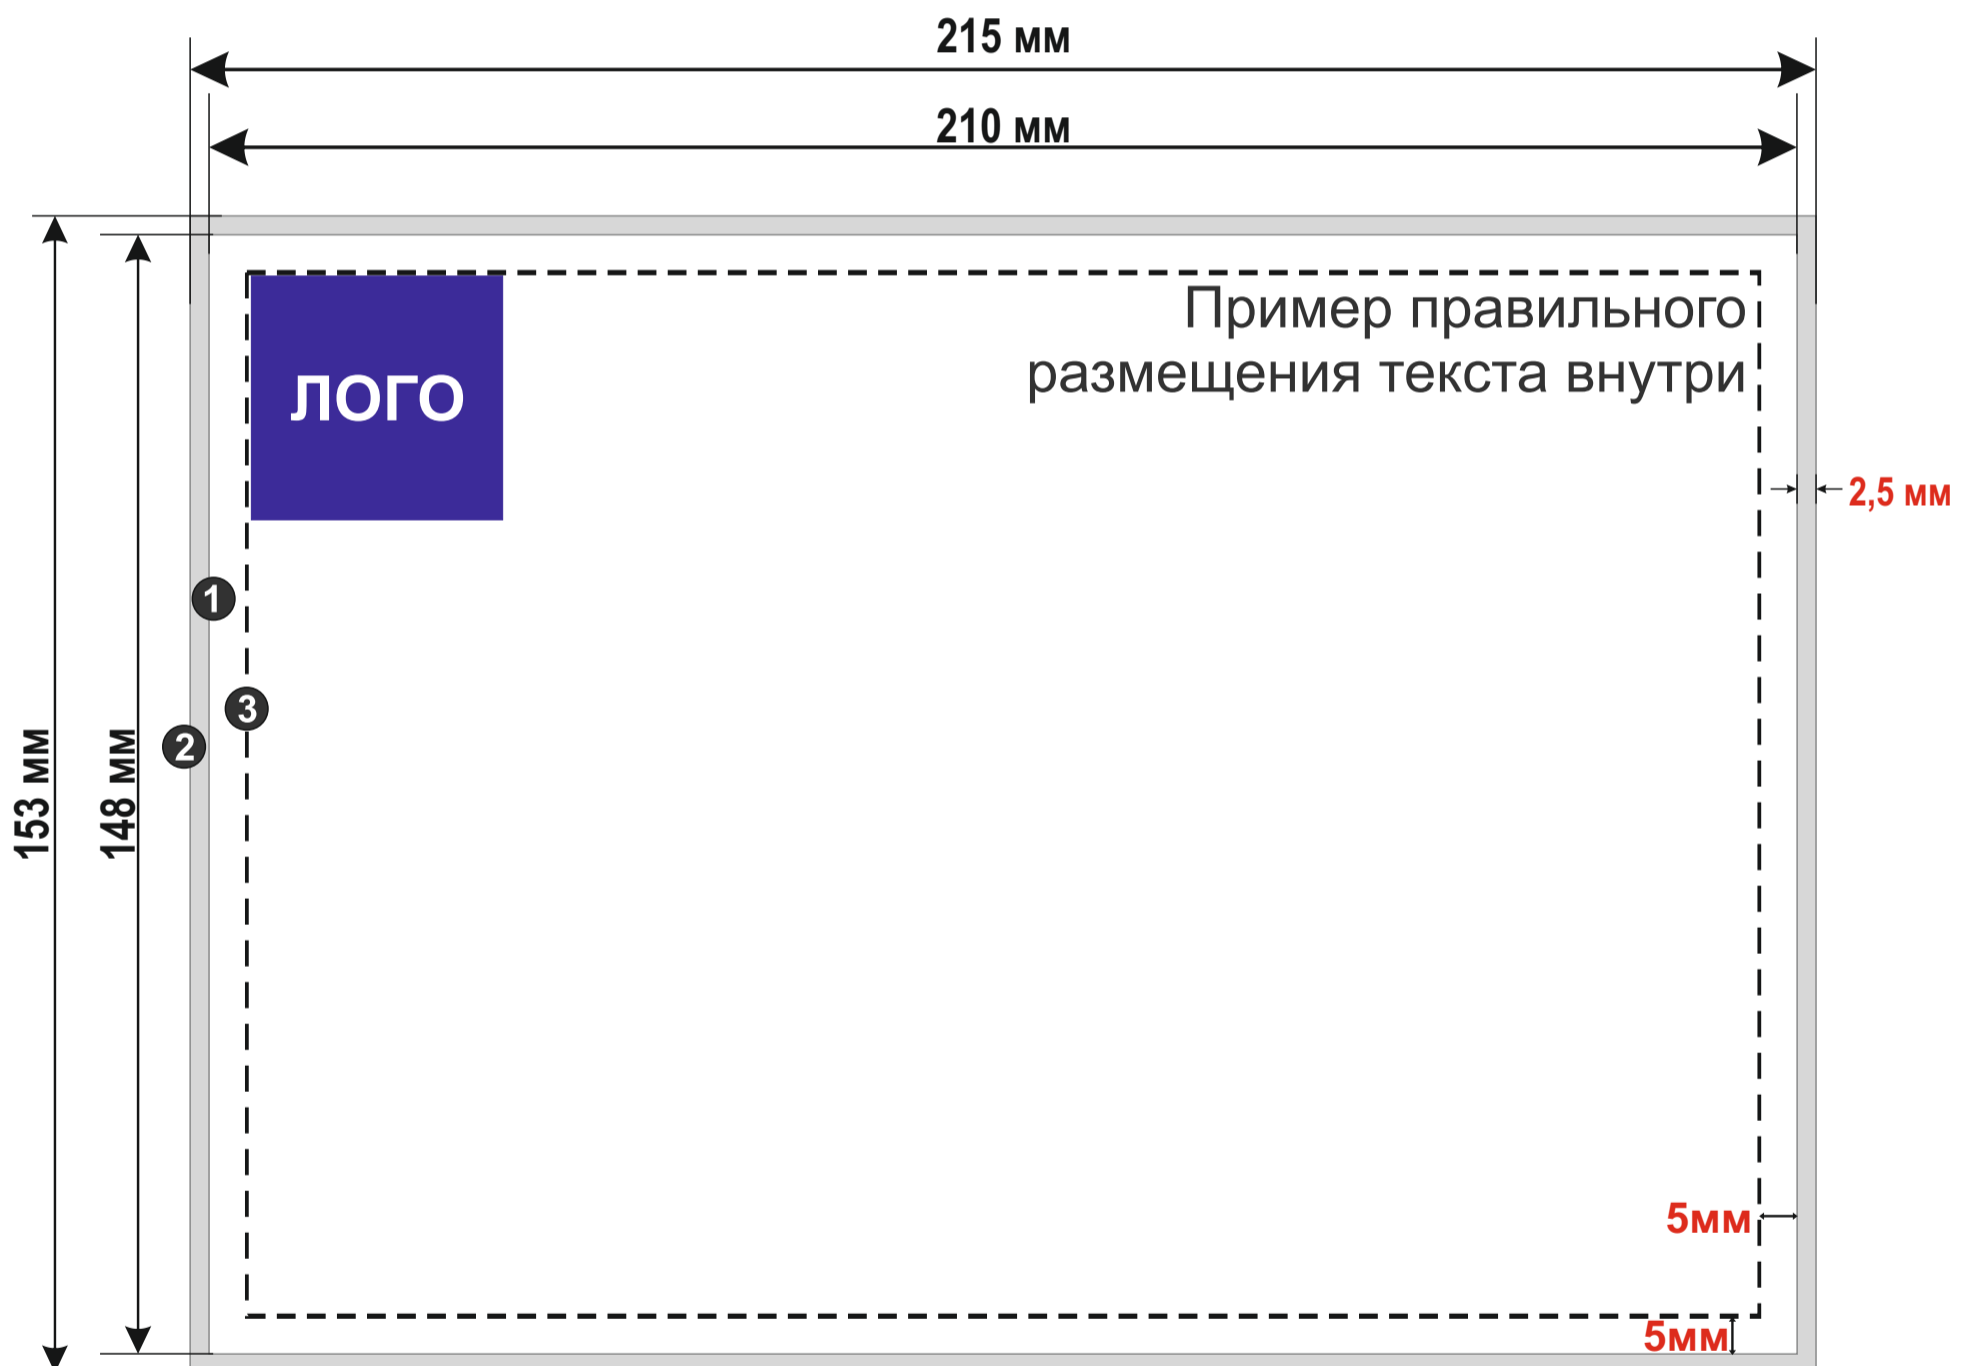 215 мм
210 мм
ЛОГО
Пример правильного
размещения текста внутри
2,5 мм
1
3
2
153 мм
148 мм
5мм
5мм